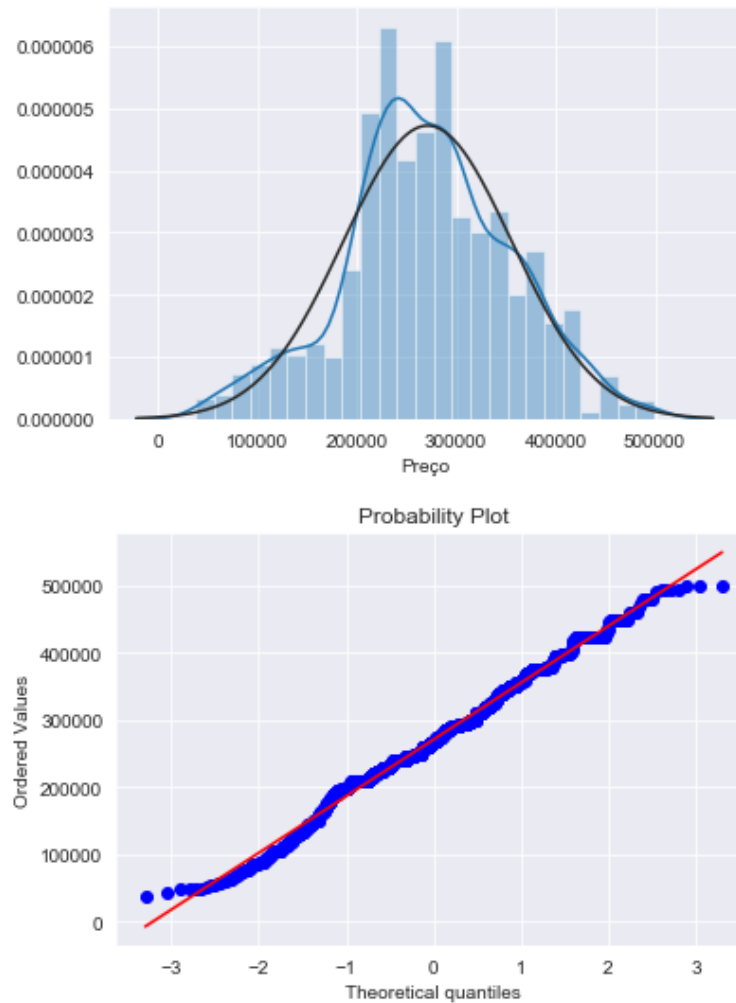 0.000006
0.000005
0.000004
0.000003
0.000002
0.000001
0.000000
0 100000 200000 300000 400000 500000
Preço
Probability Plot
500000
400000
300000
200000
100000
0
Ordered Values
−3 −2 −1 0 1 2 3
Theoretical quantiles